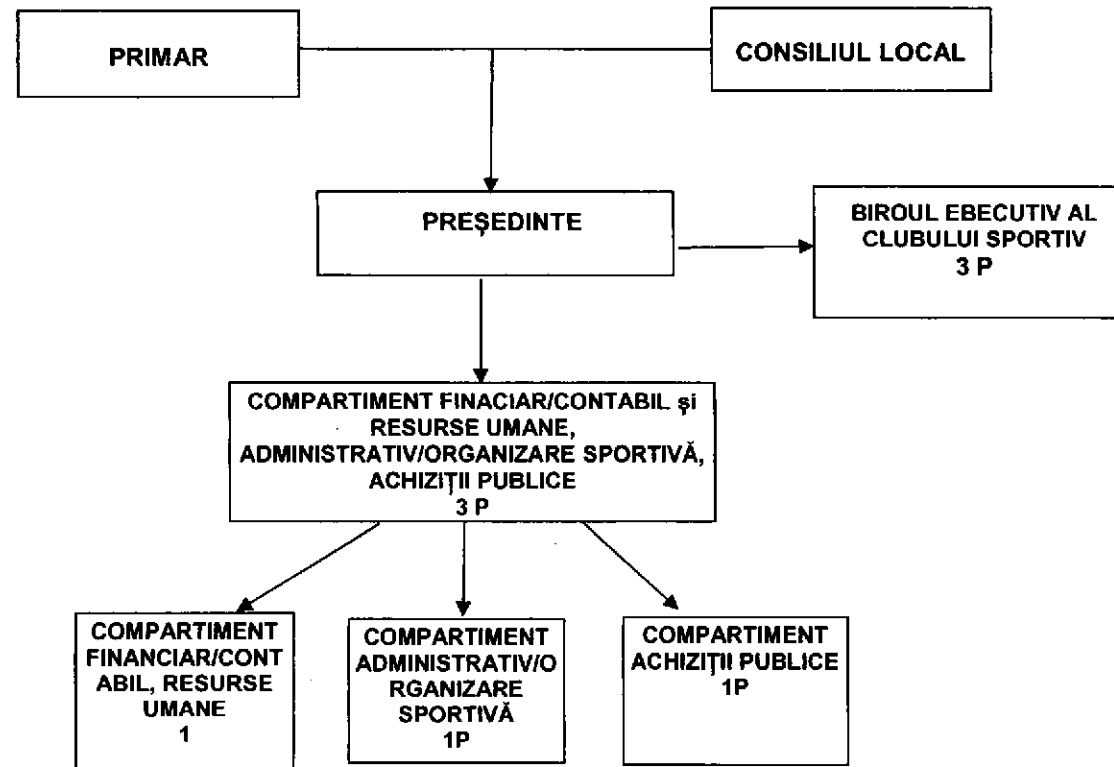 PRIMAR
CONSILIUL LOCAL
PREȘEDINTE
BIROUL EBECUTIV AL
CLUBULUI SPORTIV
3 P
COMPARTIMENT FINACIAR/CONTABIL și
RESURSE UMANE,
ADMINISTRATIV/ORGANIZARE SPORTIVĂ,
ACHIZIȚII PUBLICE
3 P
COMPARTIMENT
FINANCIAR/CONT
ABIL, RESURSE
UMANE
1
COMPARTIMENT
ADMINISTRATIV/O
RGANIZARE
SPORTIVĂ
1P
COMPARTIMENT
ACHIZIȚII PUBLICE
1P